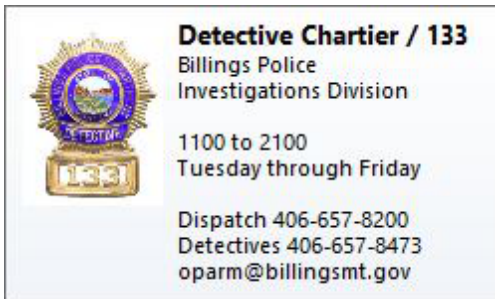 Detective Chartier / 133
Billings Police
Investigations Division
1100 to 2100
Tuesday through Friday
Dispatch 406-657-8200
Detectives 406-657-8473
oparm@billingsmt.gov
DETECTIVE
133